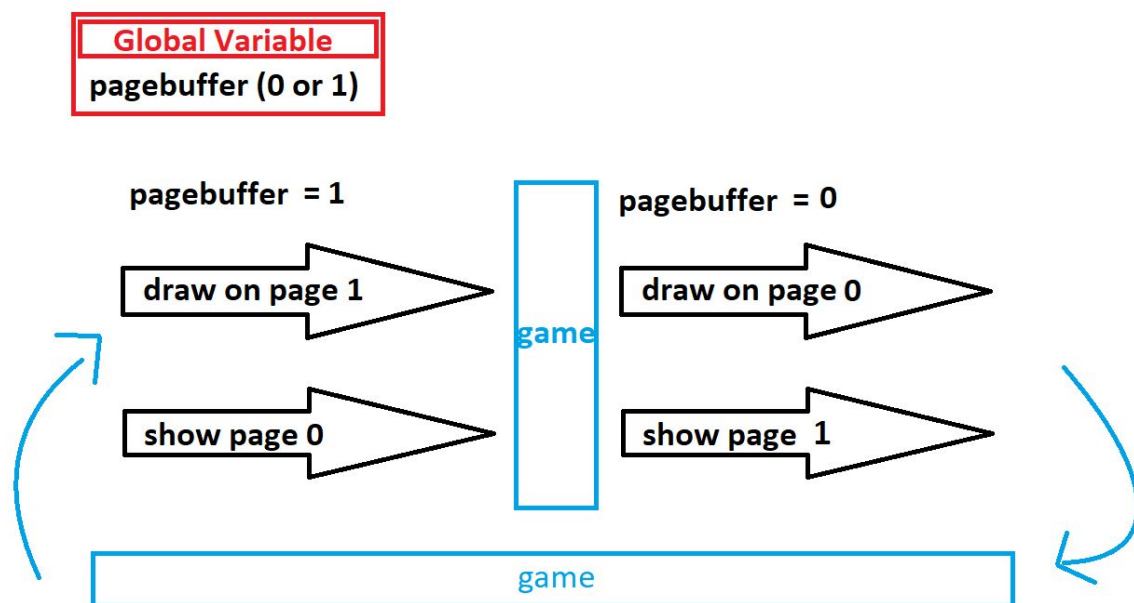 Global Variable
pagebuffer (0 or 1)
pagebuffer = 1
pagebuffer = 0
draw on page 1
draw on page 0
game
show page 0
show page 1
game